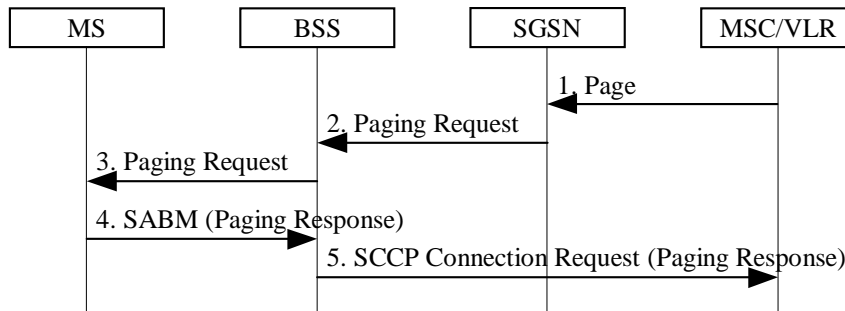 MS
BSS
SGSN
MSC/VLR
1. Page
2. Paging Request
3. Paging Request
4. SABM (Paging Response)
5. SCCP Connection Request (Paging Response)